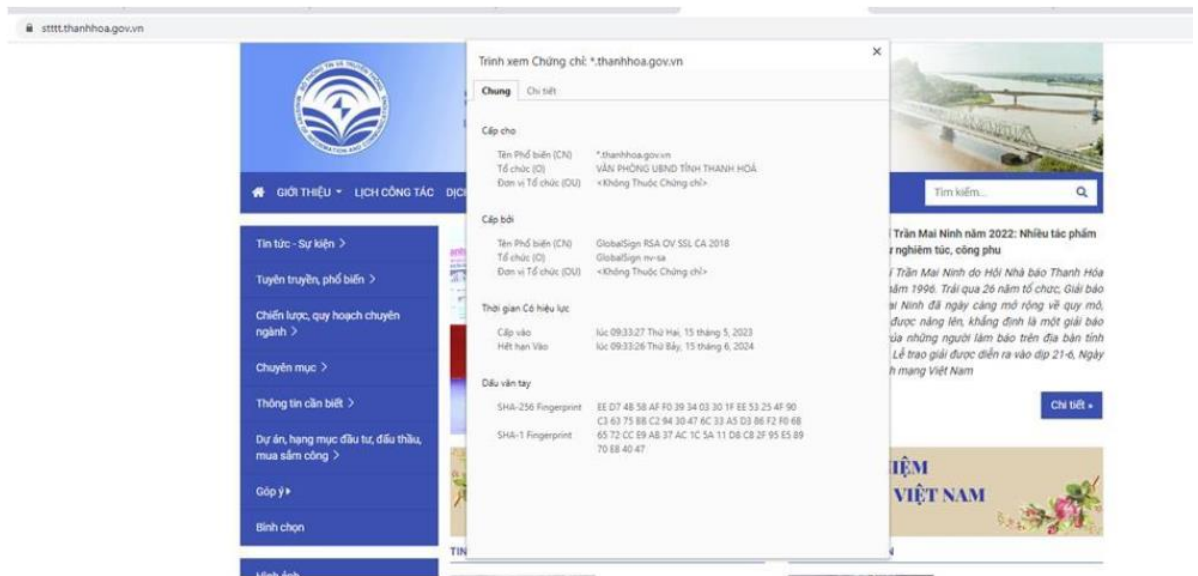 stttt.thanhhoa.gov.vn
GIỚI THIỆU
LỊCH CÔNG TÁC
Tìm kiếm...
Tin tức - Sự kiện >
Tuyên truyền, phổ biến >
Chiến lược, quy hoạch chuyên
ngành >
Chuyên mục >
Thông tin cần biết >
Dự án, hạng mục đầu tư, đấu thầu,
mua sắm công >
Góp ý
Bình chọn
Hình ảnh
Trình xem Chứng chỉ: *.thanhhoa.gov.vn
Chung Chi tiết
Cấp cho
Tên Phổ biến (CN) *.thanhhoa.gov.vn
Tổ chức (O) VĂN PHÒNG UBND TỈNH THANH HOÁ
Đơn vị Tổ chức (OU) <Không Thuộc Chứng chỉ>
Cấp bởi
Tên Phổ biến (CN) GlobalSign RSA OV SSL CA 2018
Tổ chức (O) GlobalSign nv-sa
Đơn vị Tổ chức (OU) <Không Thuộc Chứng chỉ>
Thời gian Có hiệu lực
Cấp vào lúc 09:33:27 Thứ Hai, 15 tháng 5, 2023
Hết hạn Vào lúc 09:33:26 Thứ Bảy, 15 tháng 6, 2024
Dấu vân tay
SHA-256 Fingerprint EE D7 4B 58 AF F0 39 34 03 30 1F EE 53 25 4F 90
C3 63 75 BB C2 94 30 47 6C 33 A5 D3 86 F2 F0 6B
SHA-1 Fingerprint 65 72 CC E9 AB 37 AC 1C 5A 11 D8 C8 2F 95 E5 89
70 E8 40 47
Trần Mai Ninh năm 2022: Nhiều tác phẩm
nghiêm túc, công phu
Trần Mai Ninh do Hội Nhà báo Thanh Hóa
năm 1996. Trải qua 26 năm tổ chức, Giải báo
Ninh đã ngày càng mở rộng về quy mô,
được nâng lên, khẳng định là một giải báo
của những người làm báo trên địa bàn tỉnh
Lễ trao giải được diễn ra vào dịp 21-6, Ngày
mạng Việt Nam
Chi tiết »
VIỆT NAM